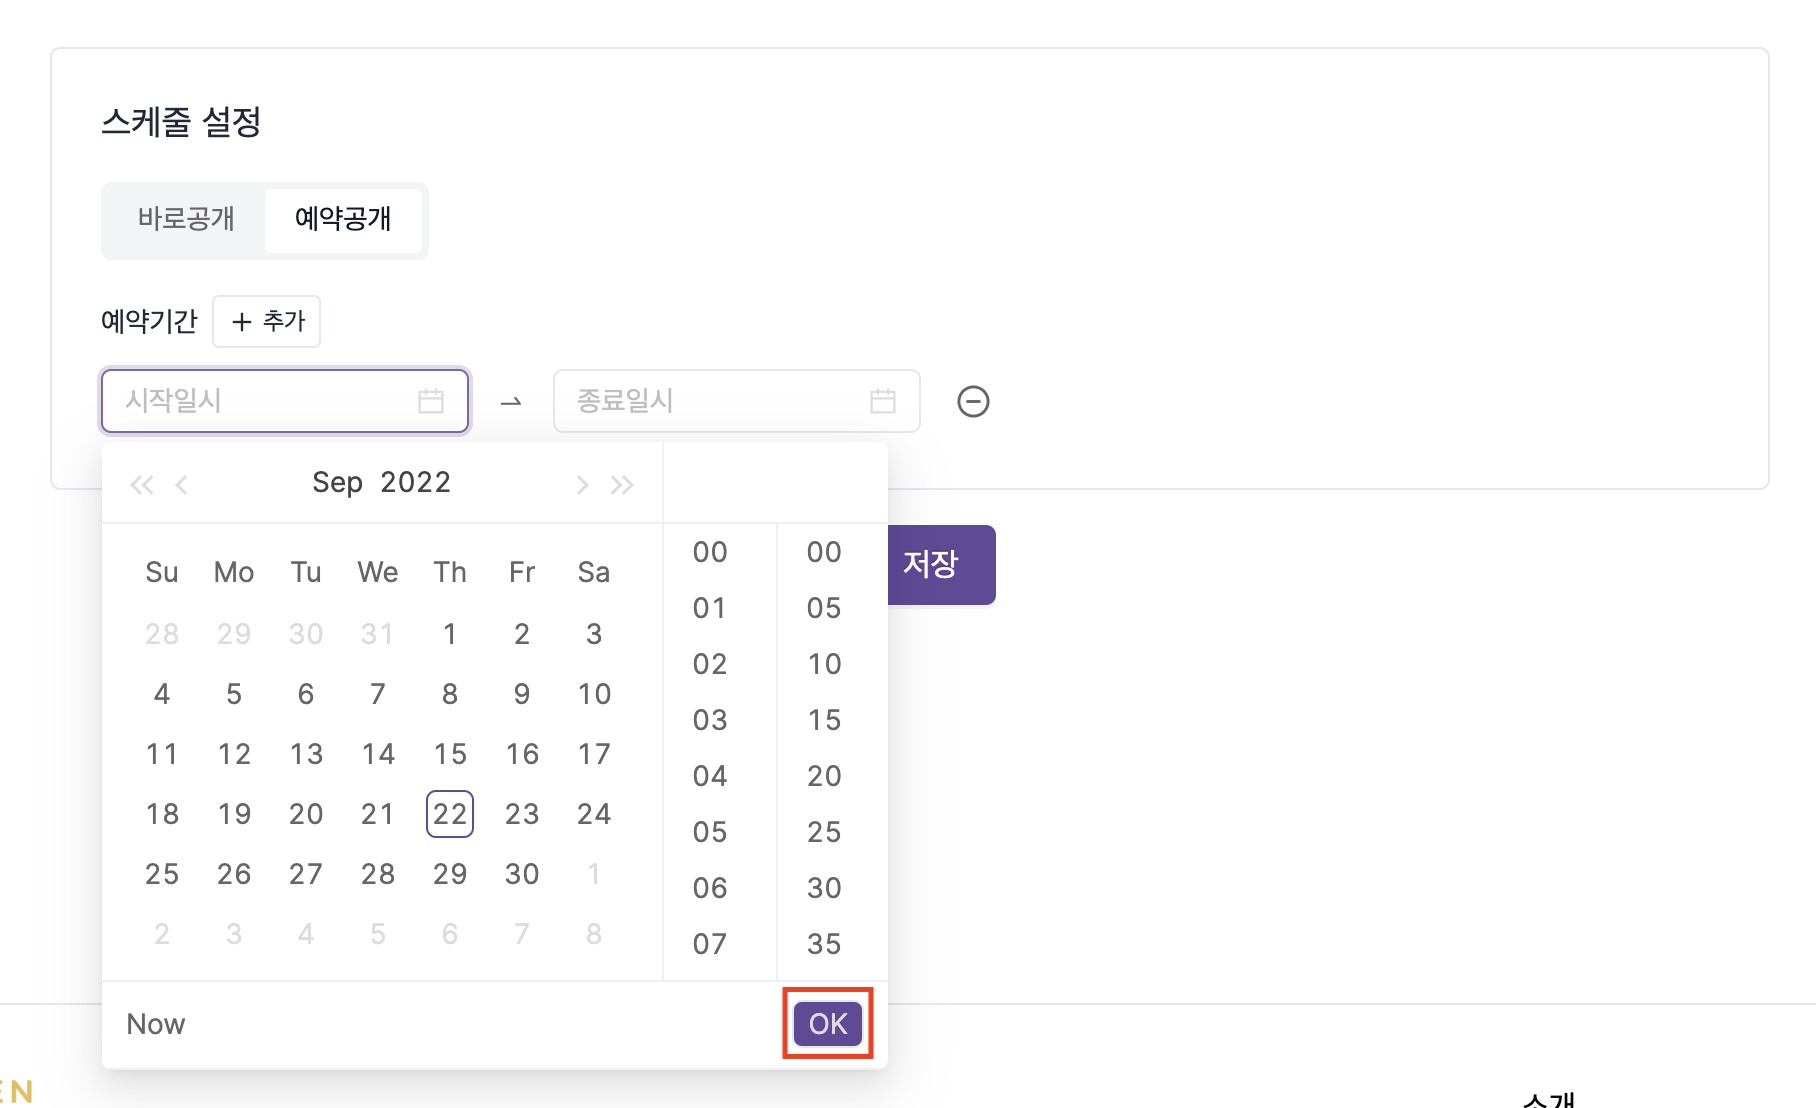 스케줄 설정
바로공개 예약공개
예약기간 + 추가
시작일시 → 종료일시
Sep 2022
Su Mo Tu We Th Fr Sa
28 29 30 31 1 2 3
4 5 6 7 8 9 10
11 12 13 14 15 16 17
18 19 20 21 22 23 24
25 26 27 28 29 30 1
2 3 4 5 6 7 8
00 00
01 05
02 10
03 15
04 20
05 25
06 30
07 35
저장
Now OK
EN
소개